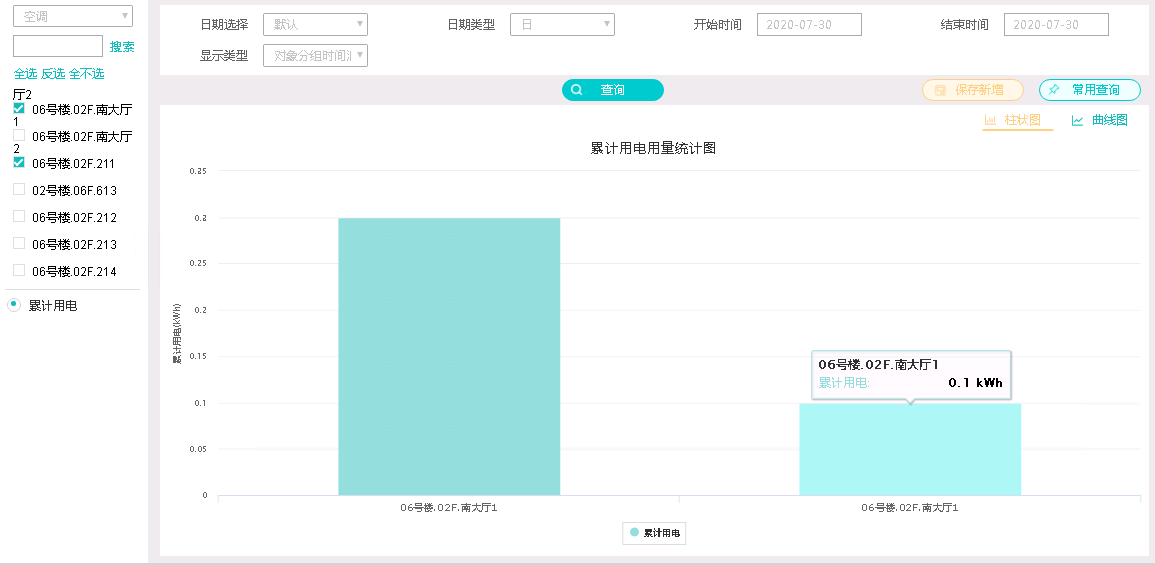 空调
搜索
全选 反选 全不选
厅2
06号楼.02F.南大厅
1
06号楼.02F.南大厅
2
06号楼.02F.211
02号楼.06F.613
06号楼.02F.212
06号楼.02F.213
06号楼.02F.214
累计用电
日期选择 默认 日期类型 日 开始时间 2020-07-30 结束时间 2020-07-30
显示类型 对象分组时间
查询 保存新增 常用查询
柱状图 曲线图
累计用电用量统计图
0.35
0.3
0.25
0.2
0.15
0.1
0.05
0
累计用电(kWh)
06号楼.02F.南大厅1
累计用电: 0.1 kWh
06号楼.02F.南大厅1 06号楼.02F.南大厅1
累计用电